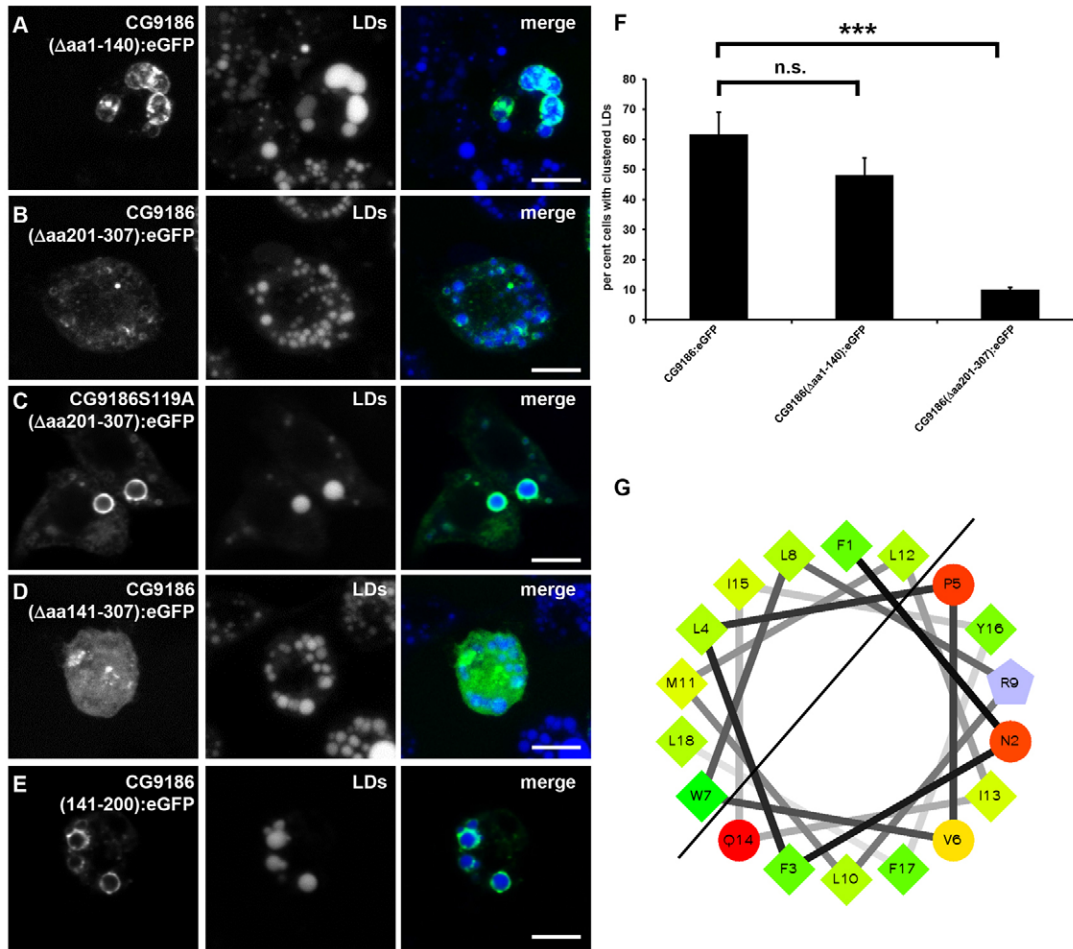 A CG9186
(Δaa1-140):eGFP
LDs
merge
B CG9186
(Δaa201-307):eGFP
LDs
merge
C CG9186S119A
(Δaa201-307):eGFP
LDs
merge
D CG9186
(Δaa141-307):eGFP
LDs
merge
E CG9186
(141-200):eGFP
LDs
merge
F
***
n.s.
per cent cells with clustered LDs
80
70
60
50
40
30
20
10
0
CG9186:eGFP
CG9186(Δaa1-140):eGFP
CG9186(Δaa201-307):eGFP
G
L8
F1
L12
I15
P5
L4
Y16
M11
R9
L18
N2
W7
I13
Q14
V6
F3
L10
F17